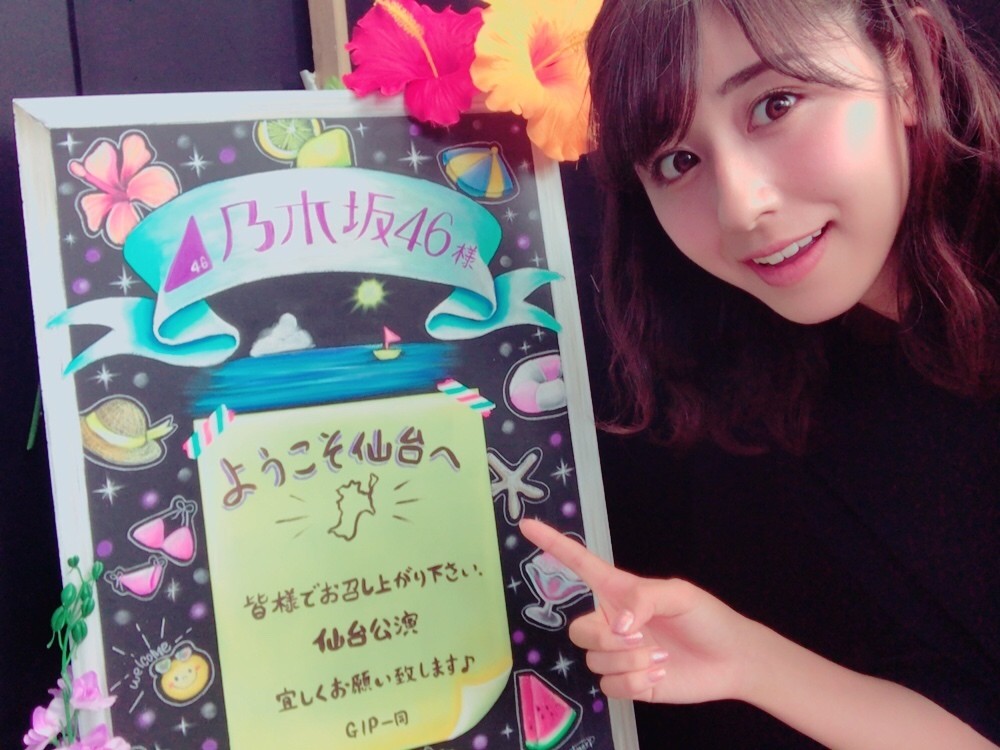 46
乃木坂46様
ようこそ仙台へ
皆様でお召し上がり下さい。
仙台公演
宜しくお願い致します♪
GIP一同
welcome